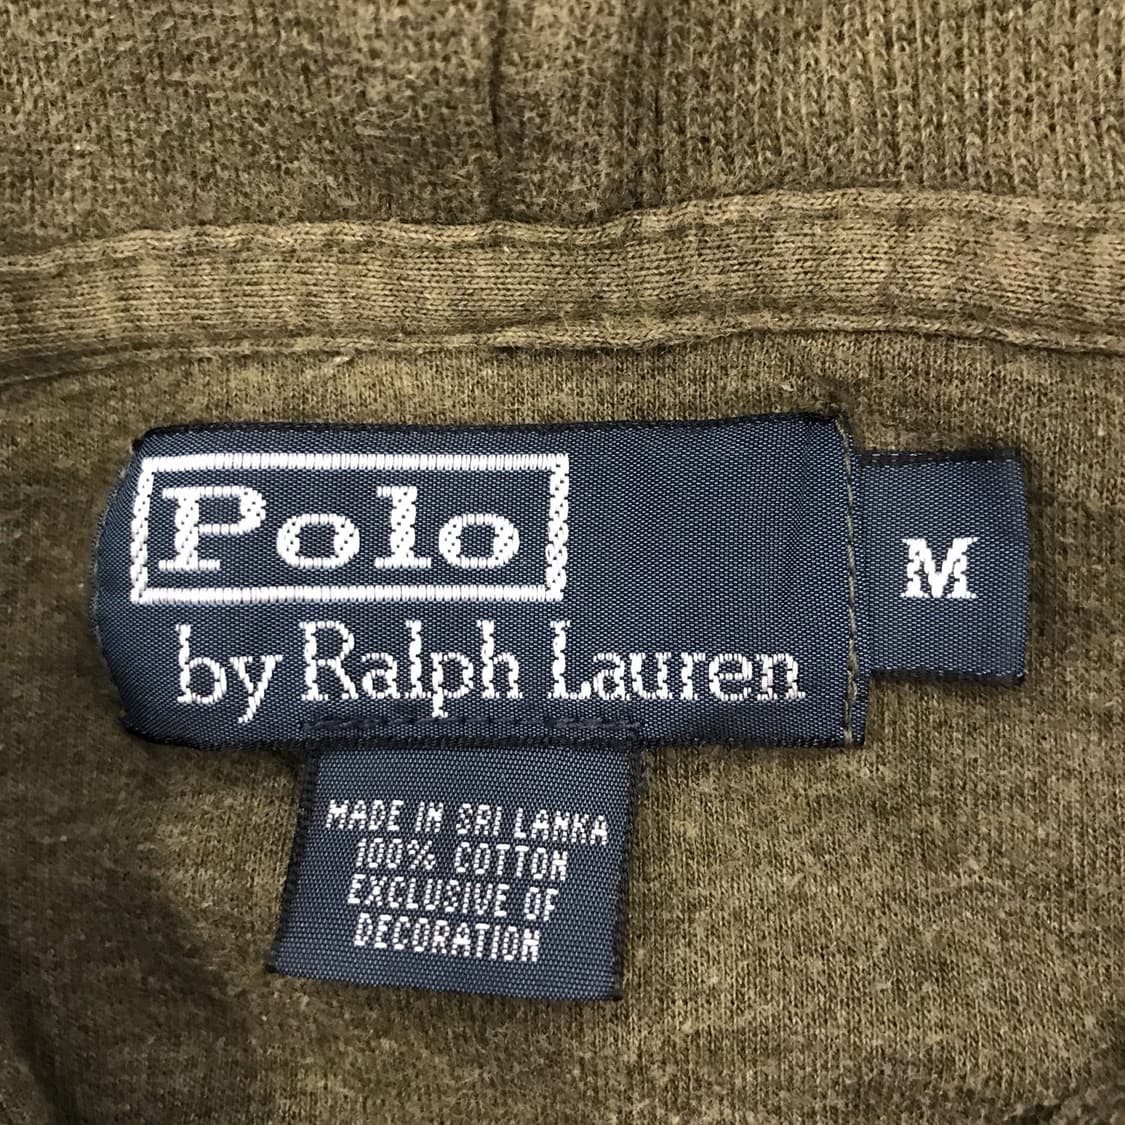 Polo
by Ralph Lauren
M
MADE IN SRI LANKA
100% COTTON
EXCLUSIVE OF
DECORATION